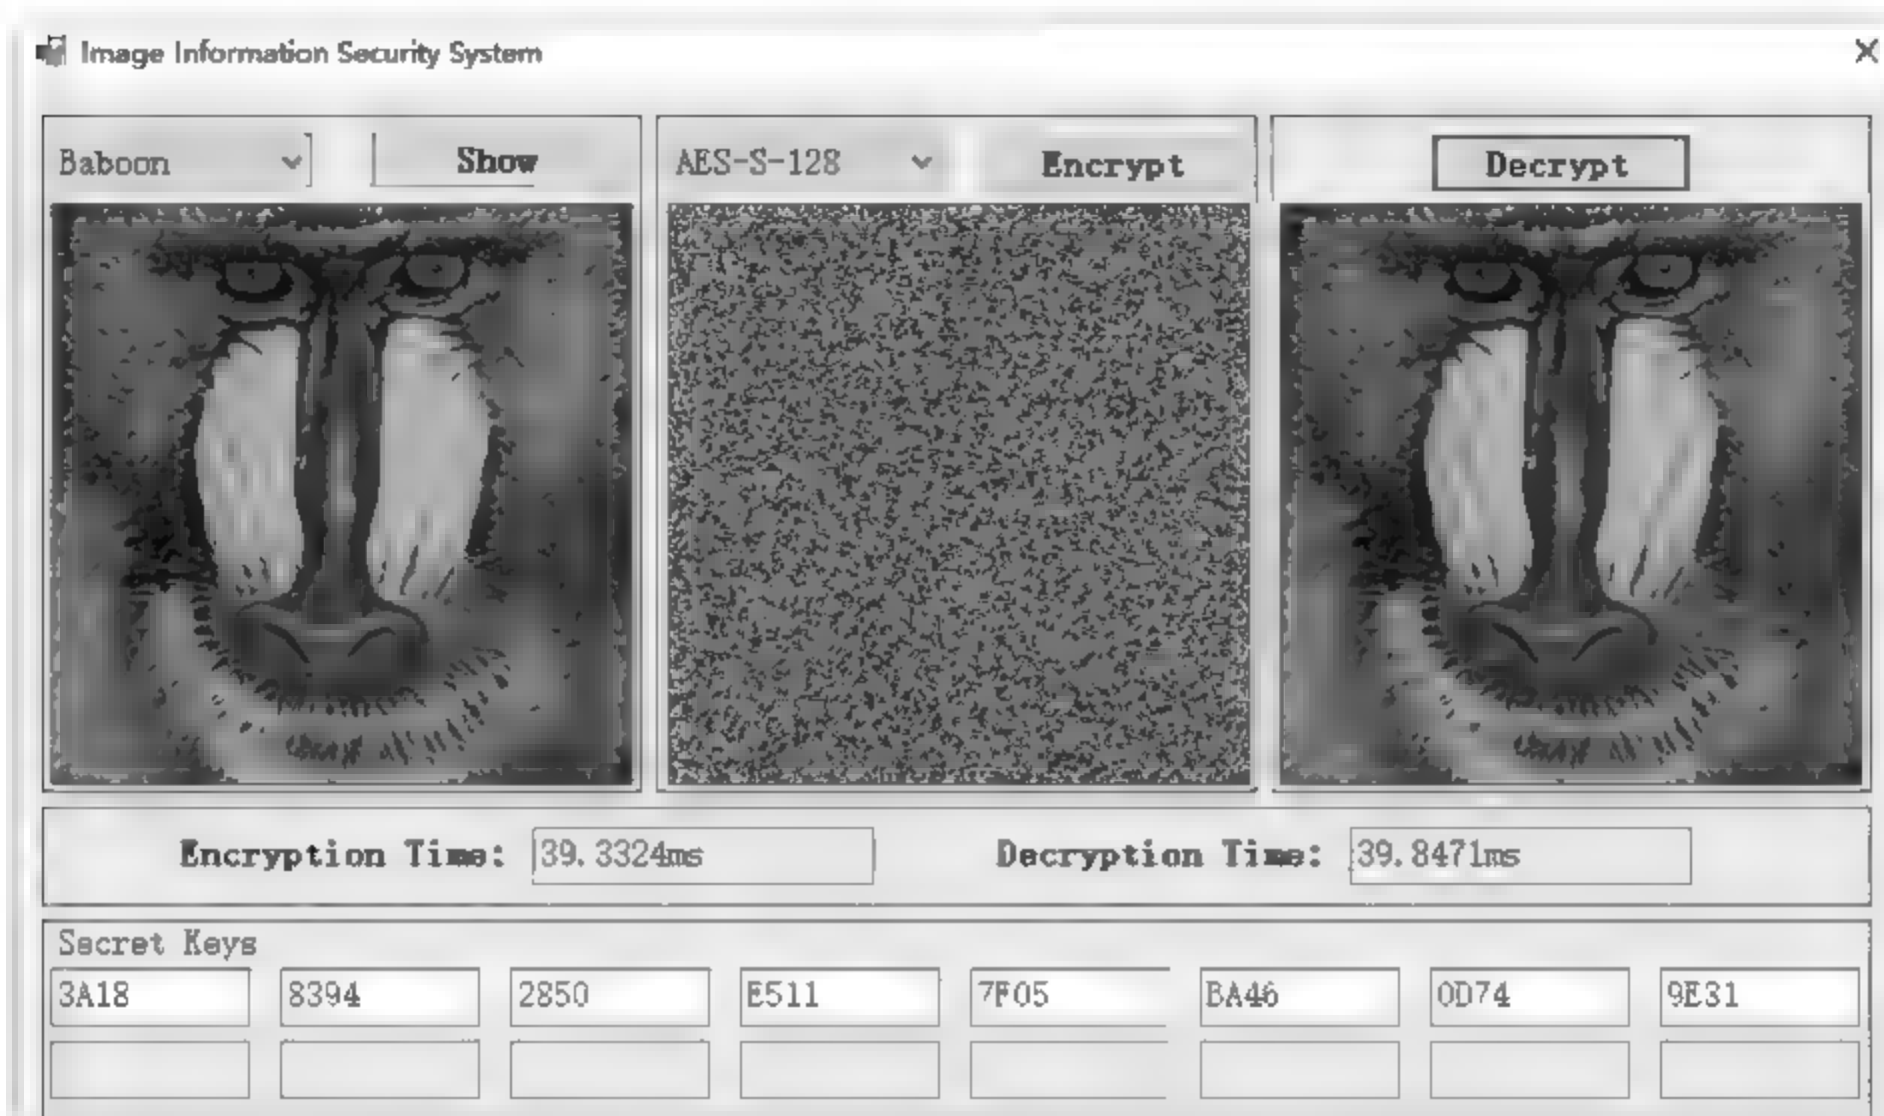 Image Information Security System
Baboon Show AES-S-128 Encrypt Decrypt
Encryption Time: 39.3324ms Decryption Time: 39.8471ms
Secret Keys
3A18 8394 2850 E511 7F05 BA46 0D74 9E31